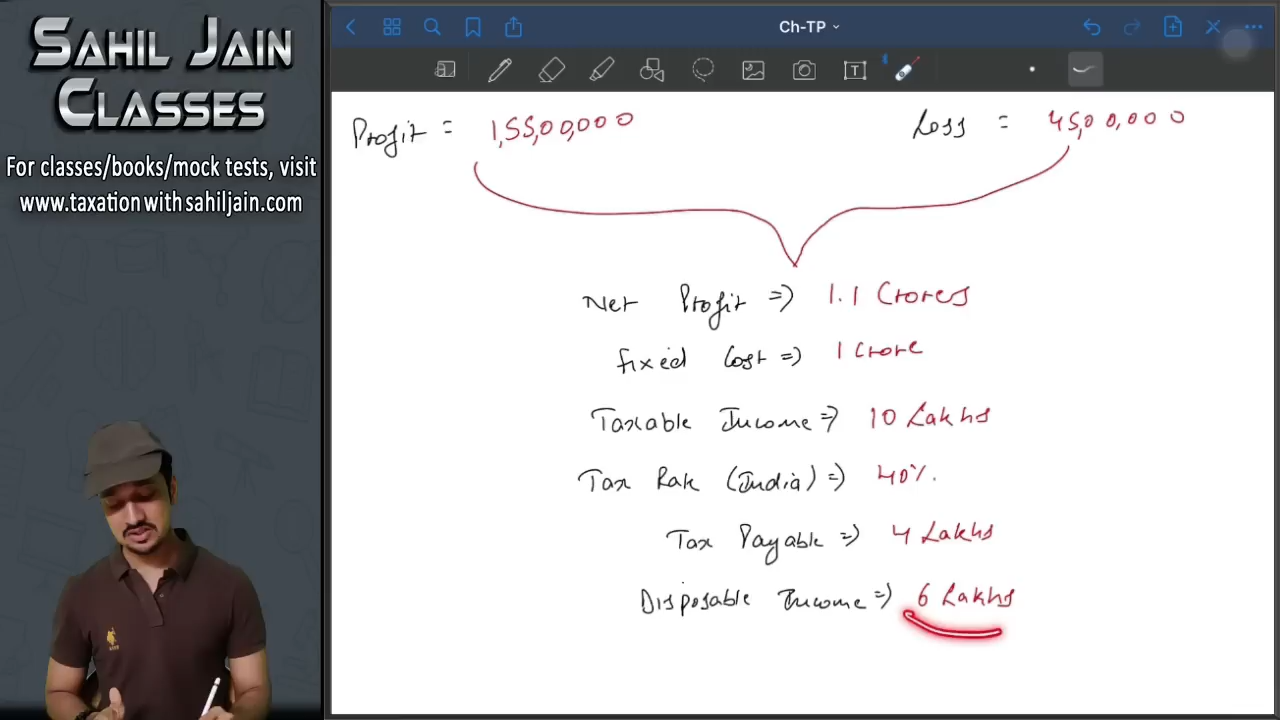 SAHIL JAIN
CLASSES
For classes/books/mock tests, visit
www.taxationwithsahiljain.com
Ch-TP
T
Profit = 1,55,00,000
Loss = 45,00,000
Net Profit => 1.1 Crores
fixed Cost => 1 Crore
Taxable Income => 10 Lakhs
Tax Rate (India) => 40%.
Tax Payable => 4 Lakhs
Disposable Income => 6 Lakhs